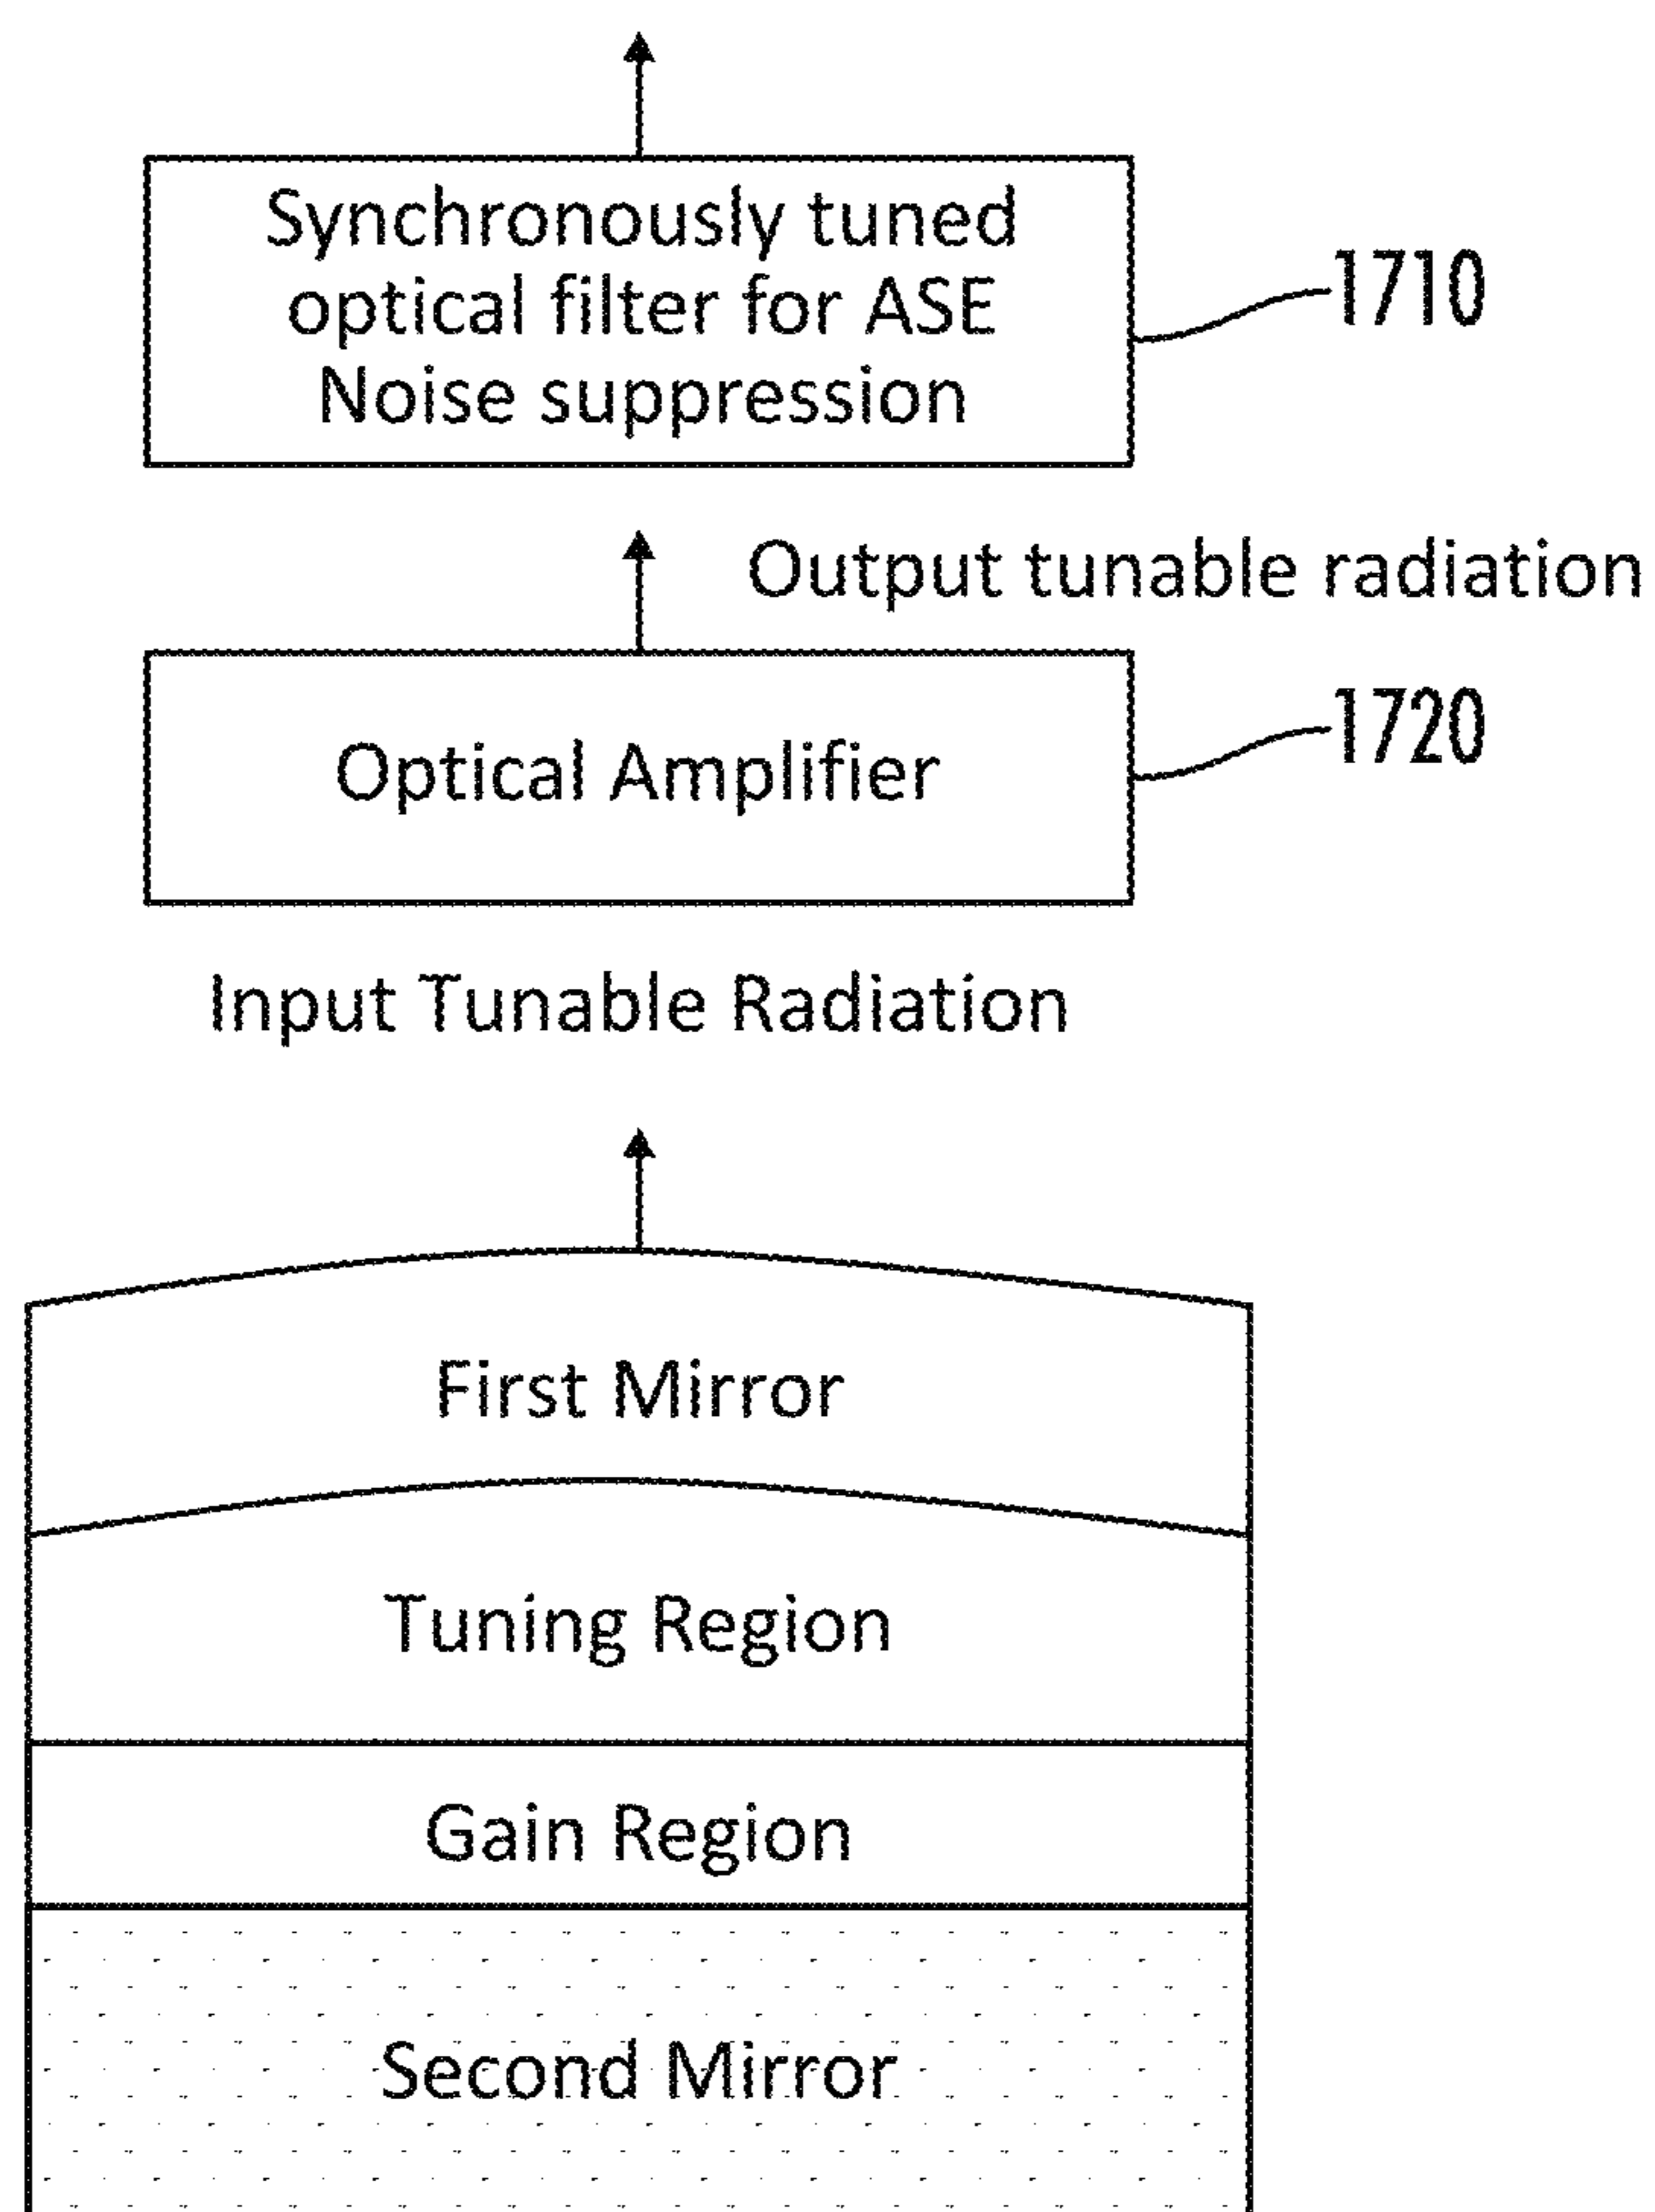 Synchronously tuned
optical filter for ASE
Noise suppression
1710
Output tunable radiation
Optical Amplifier
1720
Input Tunable Radiation
First Mirror
Tuning Region
Gain Region
Second Mirror